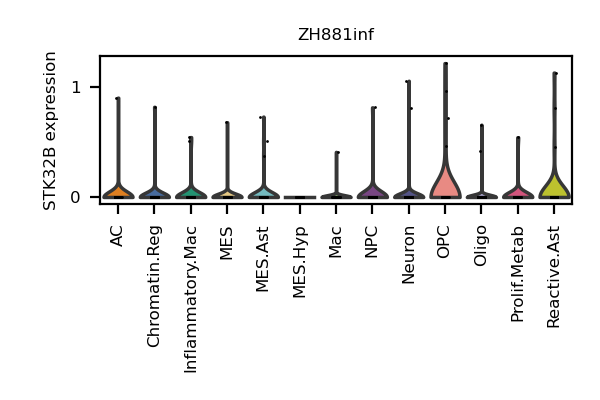 ZH881inf
STK32B expression
1
0
AC
Chromatin.Reg
Inflammatory.Mac
MES
MES.Ast
MES.Hyp
Mac
NPC
Neuron
OPC
Oligo
Prolif.Metab
Reactive.Ast